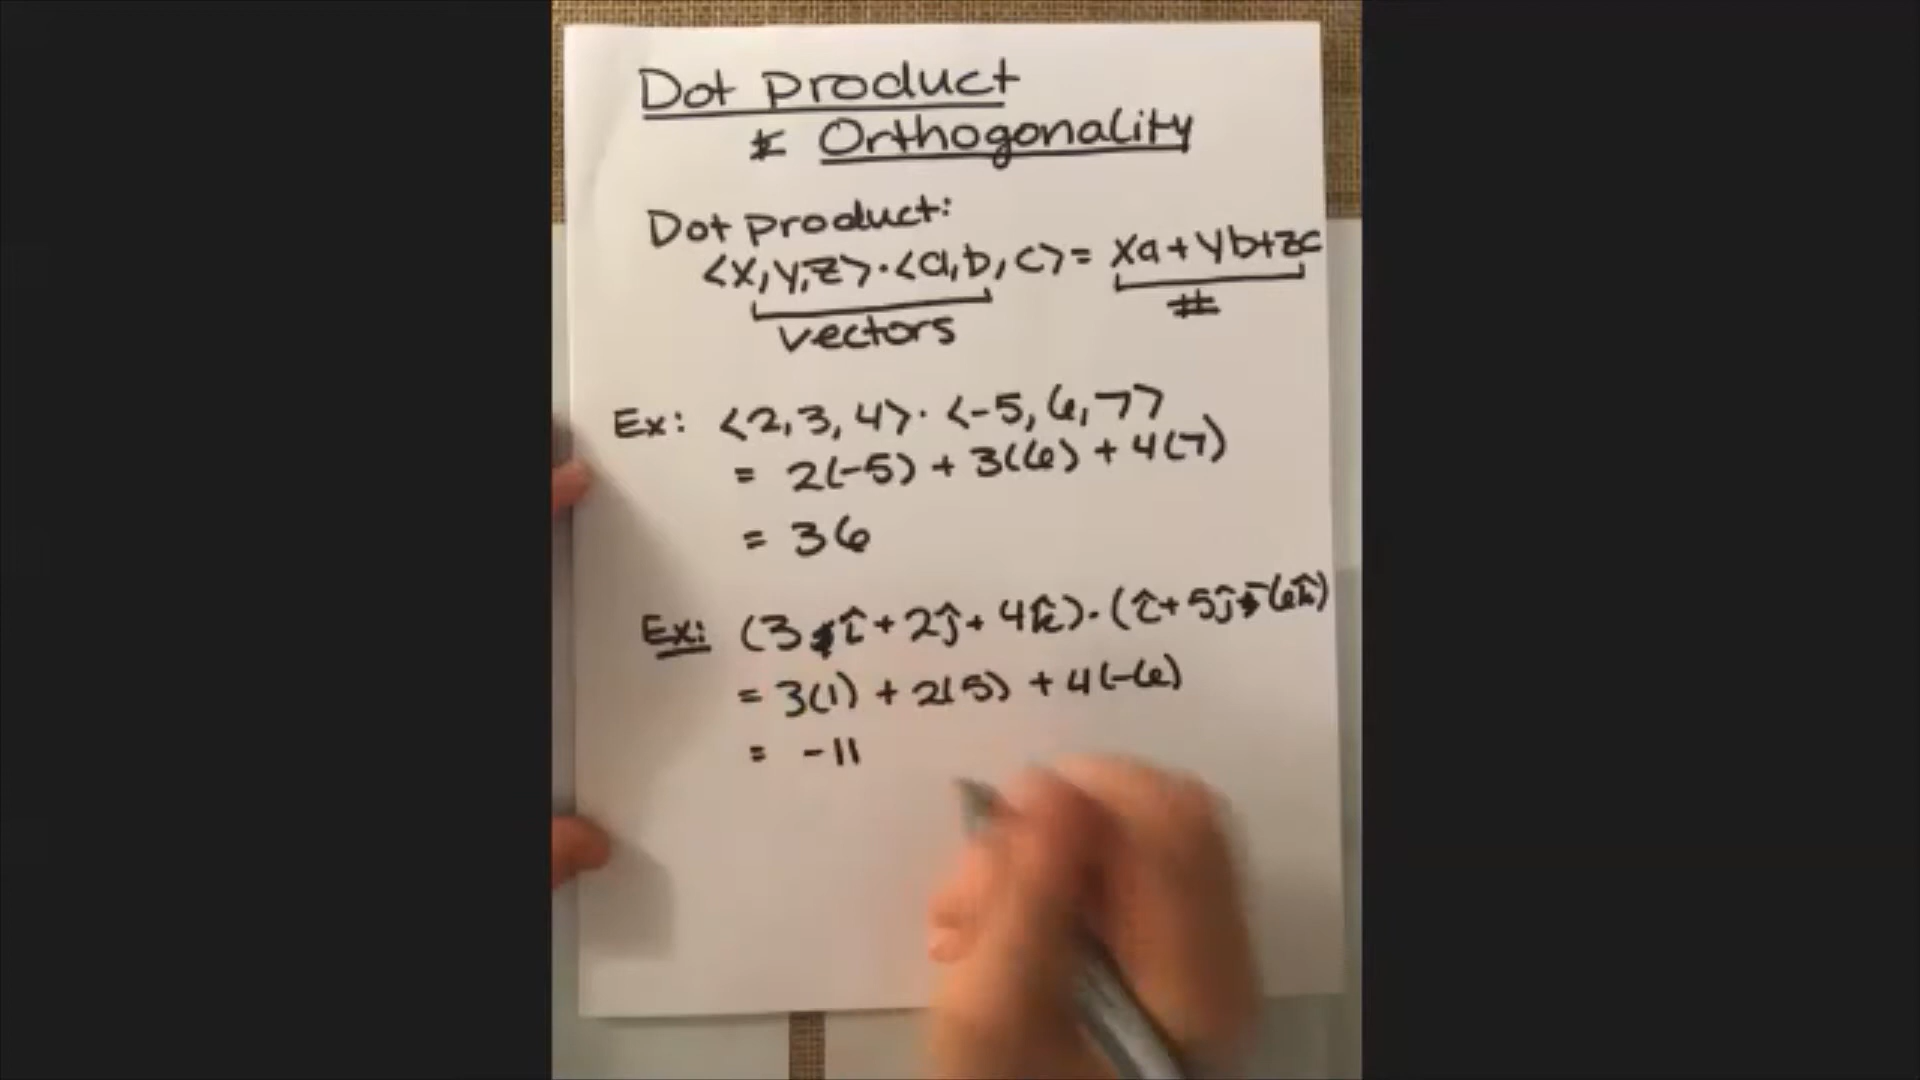 Dot product
& Orthogonality
Dot product:
<x,y,z>·<a,b,c> = xa+yb+zc
vectors #
Ex: <2,3,4>·<-5,6,7>
= 2(-5) + 3(6) + 4(7)
= 36
Ex: (3î+2ĵ+4k̂)·(î+5ĵ-6k̂)
= 3(1) + 2(5) + 4(-6)
= -11